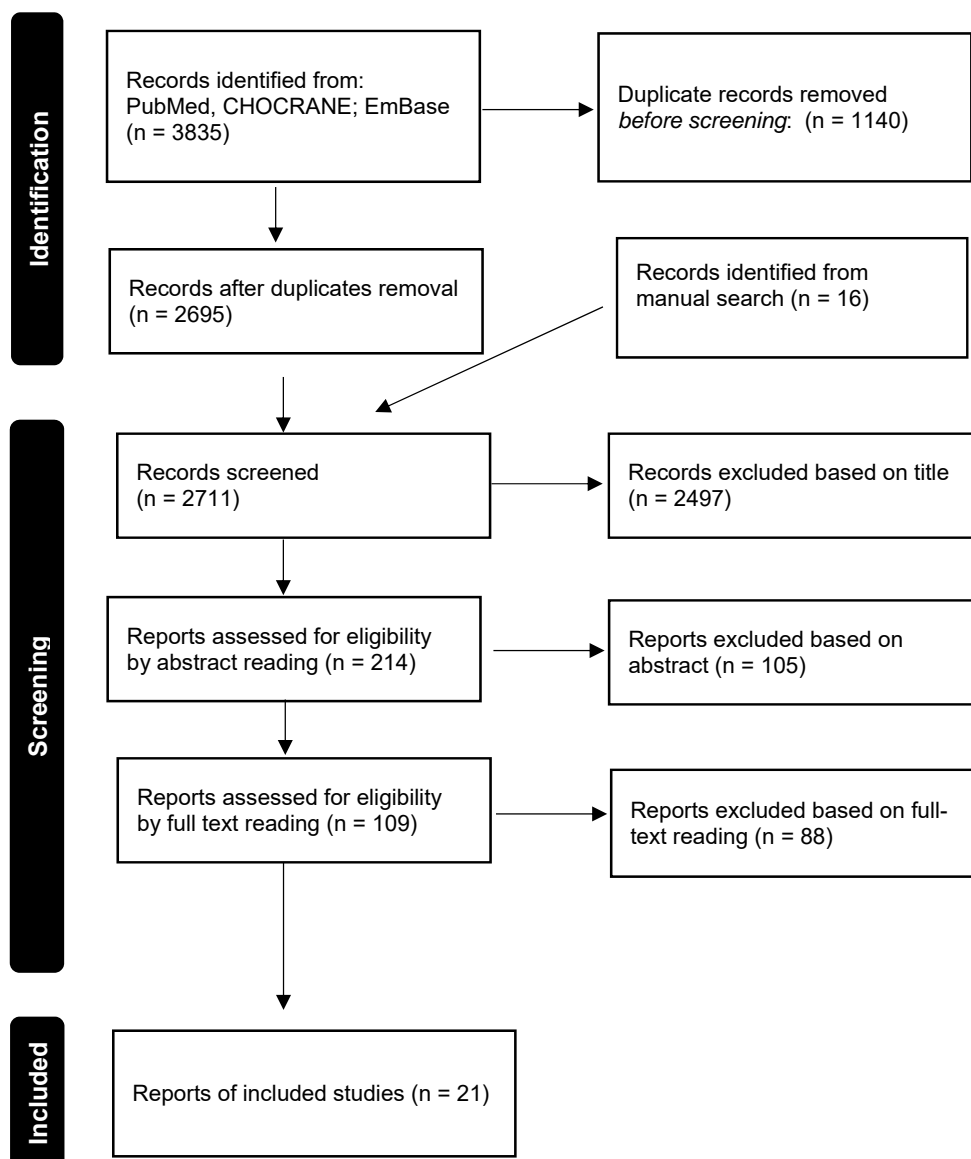 Identification
Records identified from:
PubMed, CHOCRANE; EmBase
(n = 3835)
Duplicate records removed
before screening: (n = 1140)
Records after duplicates removal
(n = 2695)
Records identified from
manual search (n = 16)
Screening
Records screened
(n = 2711)
Records excluded based on title
(n = 2497)
Reports assessed for eligibility
by abstract reading (n = 214)
Reports excluded based on
abstract (n = 105)
Reports assessed for eligibility
by full text reading (n = 109)
Reports excluded based on full-
text reading (n = 88)
Included
Reports of included studies (n = 21)